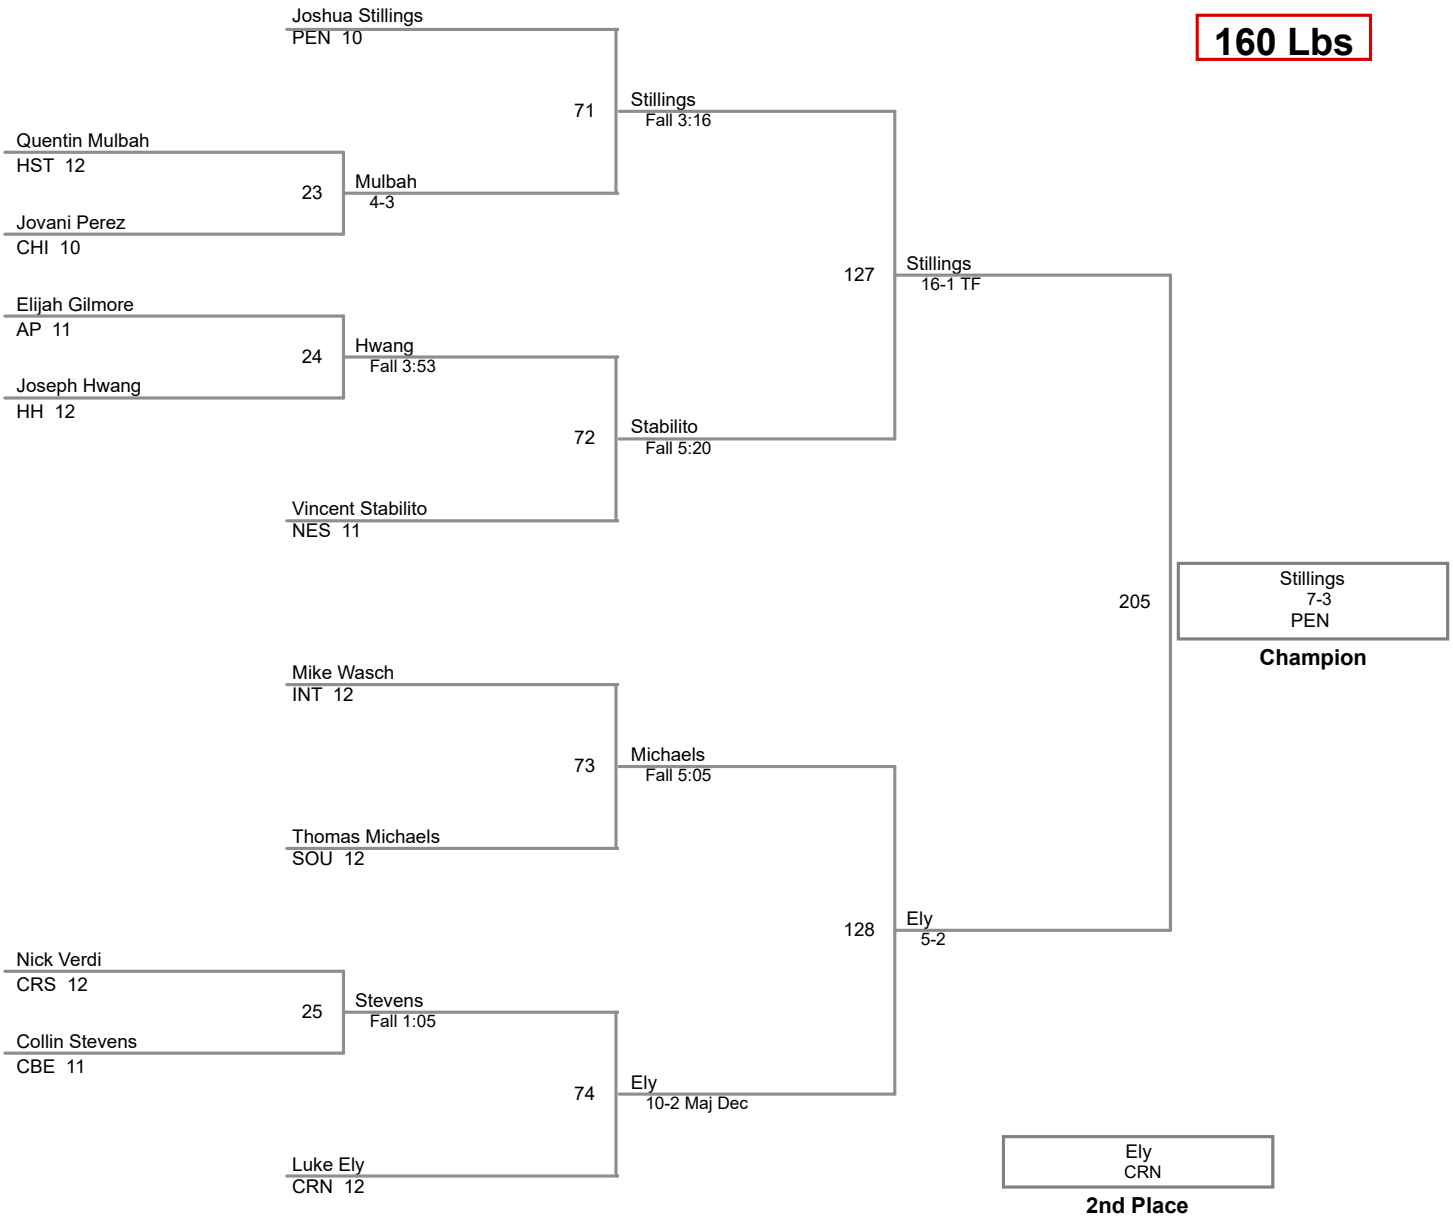 Joshua Stillings
PEN 10
160 Lbs
71
Stillings
Fall 3:16
Quentin Mulbah
HST 12
23
Mulbah
4-3
Jovani Perez
CHI 10
127
Stillings
16-1 TF
Elijah Gilmore
AP 11
24
Hwang
Fall 3:53
Joseph Hwang
HH 12
72
Stabilito
Fall 5:20
Vincent Stabilito
NES 11
205
Stillings
7-3
PEN
Champion
Mike Wasch
INT 12
73
Michaels
Fall 5:05
Thomas Michaels
SOU 12
128
Ely
5-2
Nick Verdi
CRS 12
25
Stevens
Fall 1:05
Collin Stevens
CBE 11
74
Ely
10-2 Maj Dec
Luke Ely
CRN 12
Ely
CRN
2nd Place